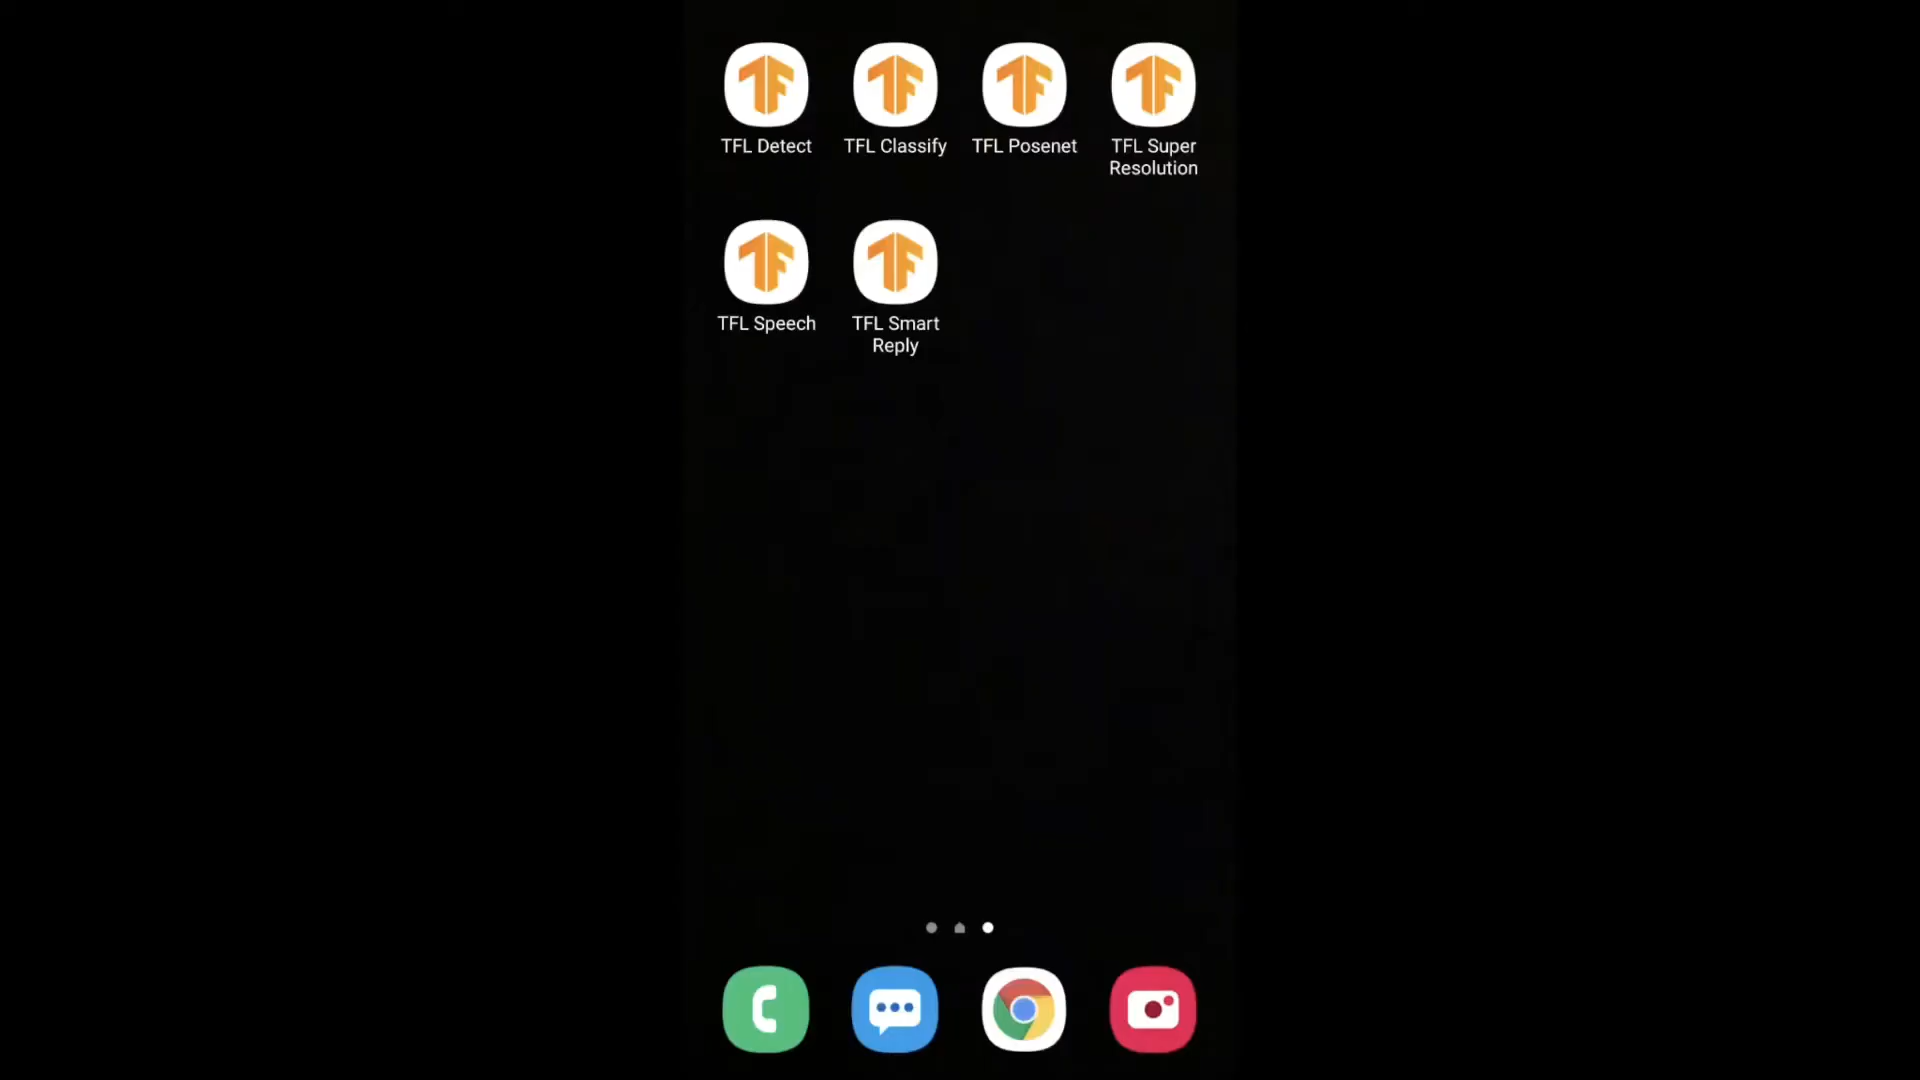 TFL Detect
TFL Classify
TFL Posenet
TFL Super
Resolution
TFL Speech
TFL Smart
Reply